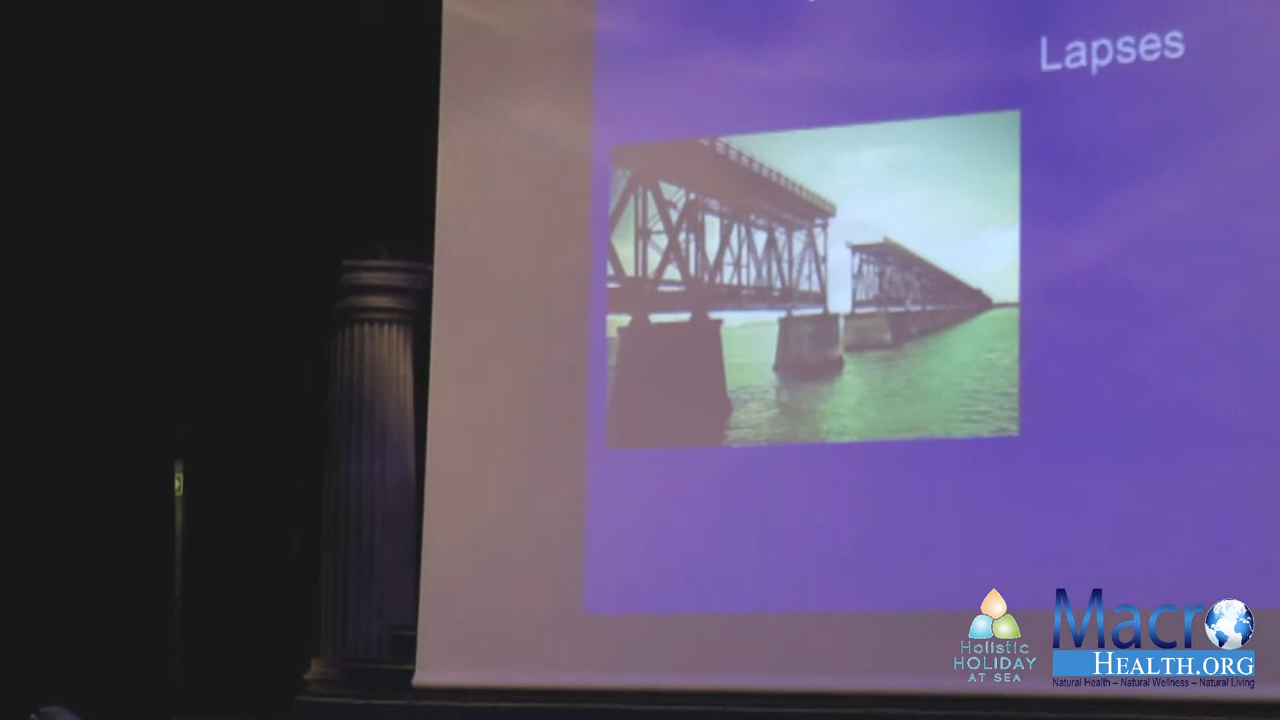 Lapses
Holistic
HOLIDAY
AT SEA
Macro
HEALTH.ORG
Natural Health – Natural Wellness – Natural Living